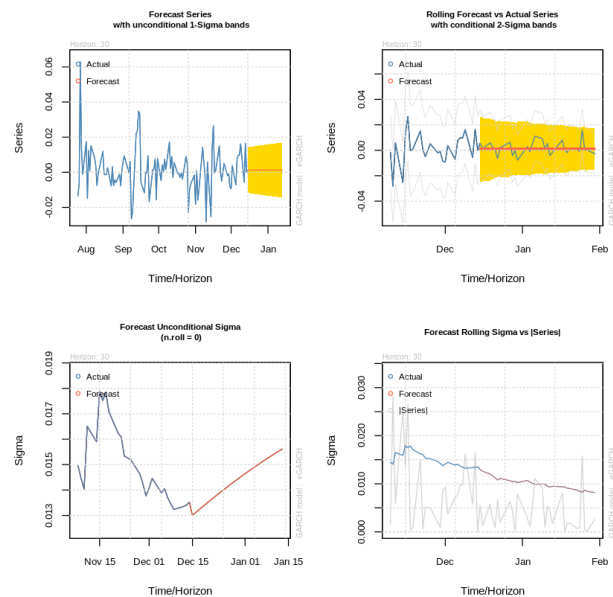 Forecast Series
w/th unconditional 1-Sigma bands
Horizon: 30
Actual
Forecast
Series
0.06
0.04
0.02
0.00
-0.02
GARCH model : eGARCH
Aug Sep Oct Nov Dec Jan
Time/Horizon
Rolling Forecast vs Actual Series
w/th conditional 2-Sigma bands
Horizon: 30
Actual
Forecast
Series
0.04
0.00
-0.04
GARCH model : eGARCH
Dec Jan Feb
Time/Horizon
Forecast Unconditional Sigma
(n.roll = 0)
Horizon: 30
Actual
Forecast
Sigma
0.019
0.017
0.015
0.013
GARCH model : eGARCH
Nov 15 Dec 01 Dec 15 Jan 01 Jan 15
Time/Horizon
Forecast Rolling Sigma vs |Series|
Horizon: 30
Actual
Forecast
|Series|
Sigma
0.030
0.020
0.010
0.000
GARCH model : eGARCH
Dec Jan Feb
Time/Horizon